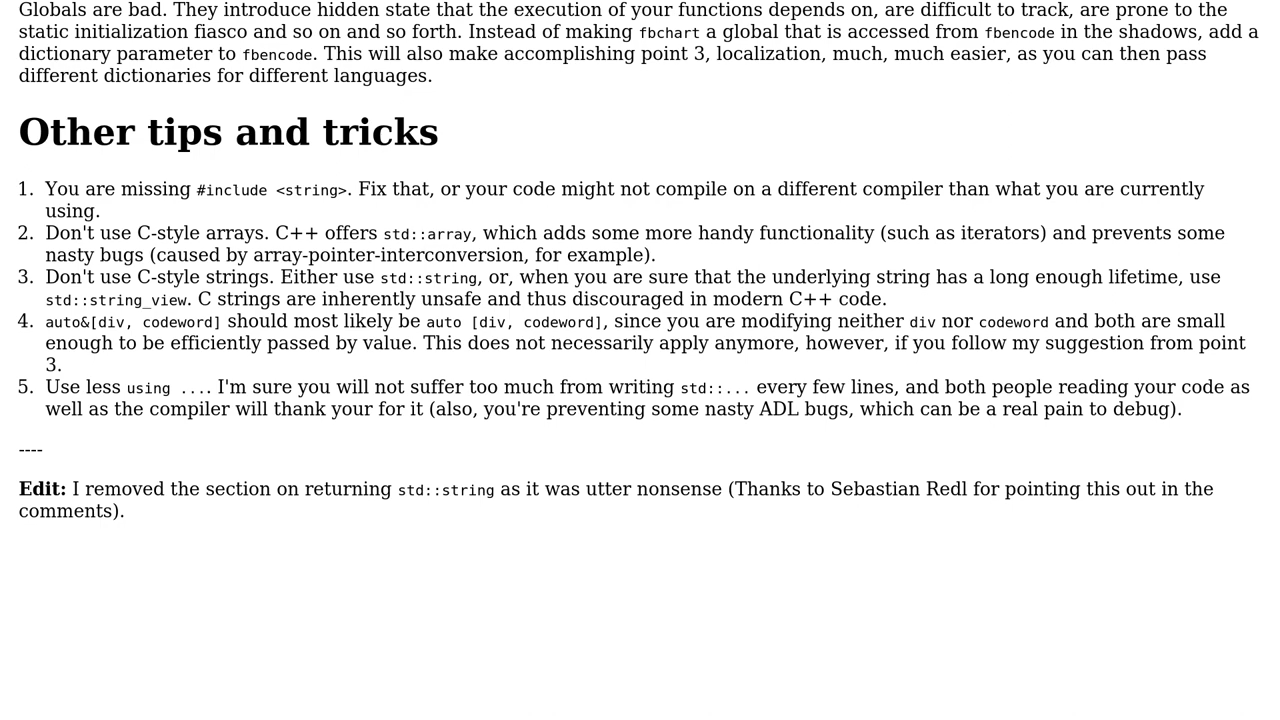 Globals are bad. They introduce hidden state that the execution of your functions depends on, are difficult to track, are prone to the
static initialization fiasco and so on and so forth. Instead of making fbchart a global that is accessed from fbencode in the shadows, add a
dictionary parameter to fbencode. This will also make accomplishing point 3, localization, much, much easier, as you can then pass
different dictionaries for different languages.
Other tips and tricks
1. You are missing #include <string>. Fix that, or your code might not compile on a different compiler than what you are currently
using.
2. Don't use C-style arrays. C++ offers std::array, which adds some more handy functionality (such as iterators) and prevents some
nasty bugs (caused by array-pointer-interconversion, for example).
3. Don't use C-style strings. Either use std::string, or, when you are sure that the underlying string has a long enough lifetime, use
std::string_view. C strings are inherently unsafe and thus discouraged in modern C++ code.
4. auto&[div, codeword] should most likely be auto [div, codeword], since you are modifying neither div nor codeword and both are small
enough to be efficiently passed by value. This does not necessarily apply anymore, however, if you follow my suggestion from point
3.
5. Use less using .... I'm sure you will not suffer too much from writing std::... every few lines, and both people reading your code as
well as the compiler will thank your for it (also, you're preventing some nasty ADL bugs, which can be a real pain to debug).
----
Edit: I removed the section on returning std::string as it was utter nonsense (Thanks to Sebastian Redl for pointing this out in the
comments).